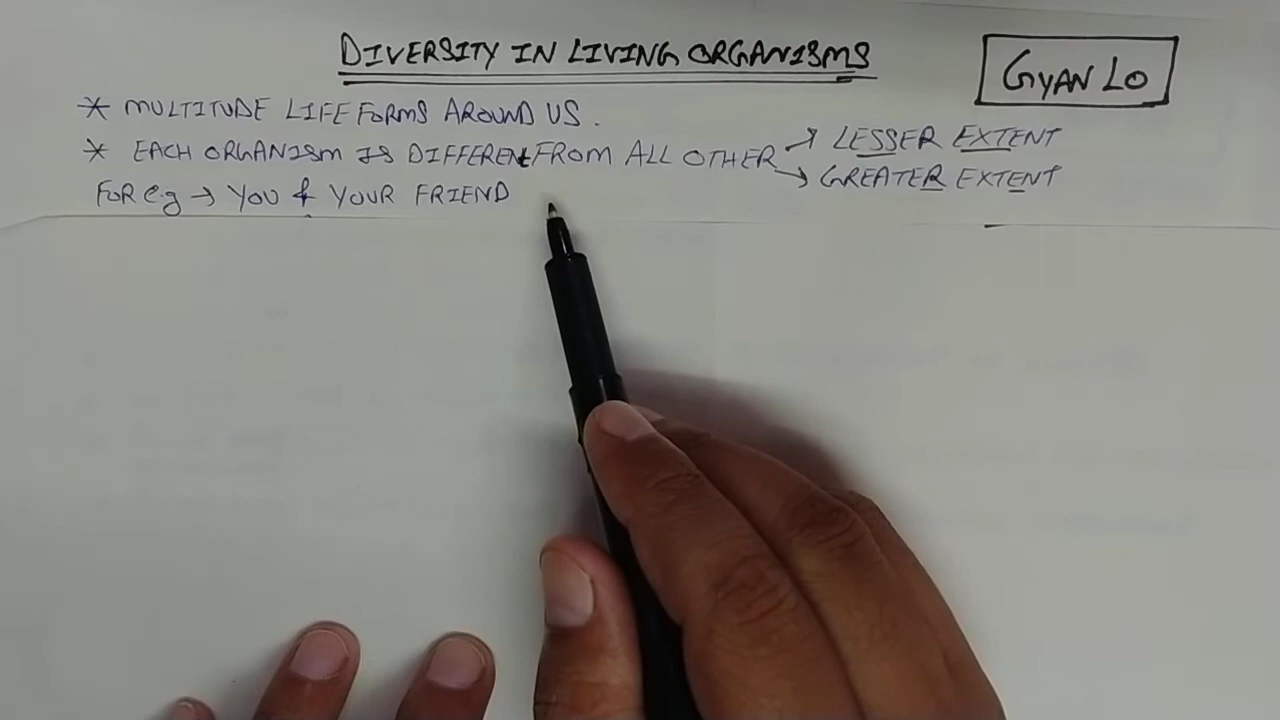 DIVERSITY IN LIVING ORGANISMS
GYAN LO
* MULTITUDE LIFE FORMS AROUND US.
* EACH ORGANISM IS DIFFERENT FROM ALL OTHER → LESSER EXTENT
→ GREATER EXTENT
FOR e.g → YOU & YOUR FRIEND